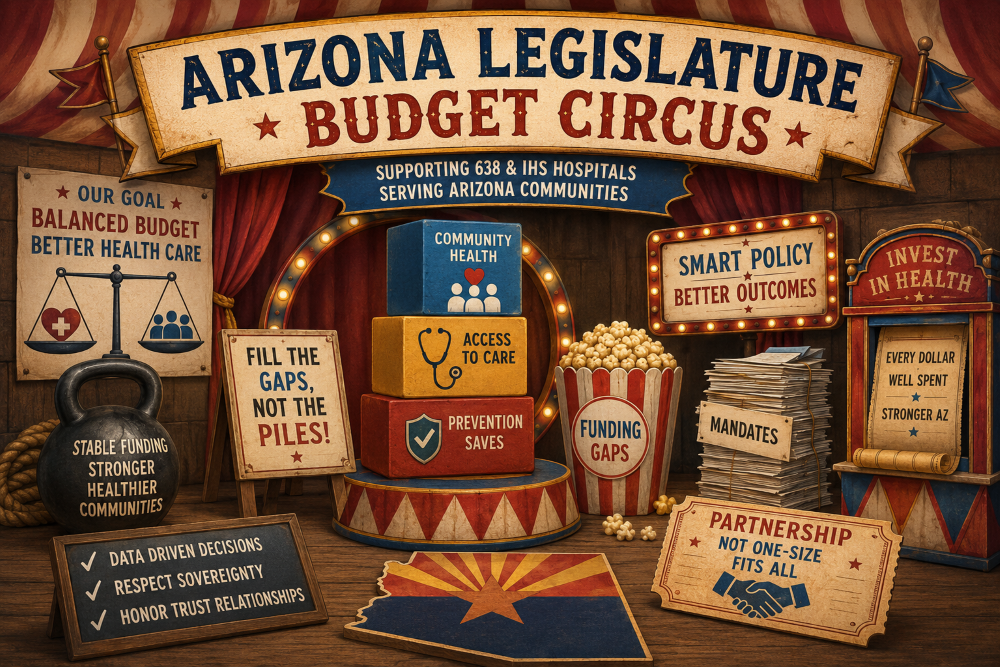 ARIZONA LEGISLATURE
BUDGET CIRCUS
SUPPORTING 638 & IHS HOSPITALS
SERVING ARIZONA COMMUNITIES
OUR GOAL
BALANCED BUDGET
BETTER HEALTH CARE
COMMUNITY
HEALTH
ACCESS
TO CARE
PREVENTION
SAVES
SMART POLICY
BETTER OUTCOMES
INVEST
IN HEALTH
EVERY DOLLAR
WELL SPENT
STRONGER AZ
FILL THE
GAPS,
NOT THE
PILES!
FUNDING
GAPS
MANDATES
STABLE FUNDING
STRONGER
HEALTHIER
COMMUNITIES
DATA DRIVEN DECISIONS
RESPECT SOVEREIGNTY
HONOR TRUST RELATIONSHIPS
PARTNERSHIP
NOT ONE-SIZE
FITS ALL